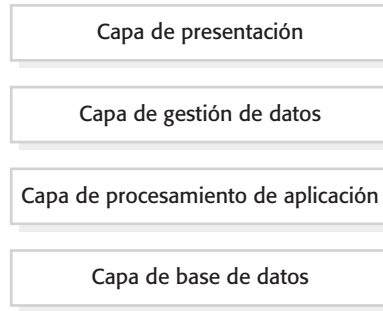 Capa de presentación
Capa de gestión de datos
Capa de procesamiento de aplicación
Capa de base de datos